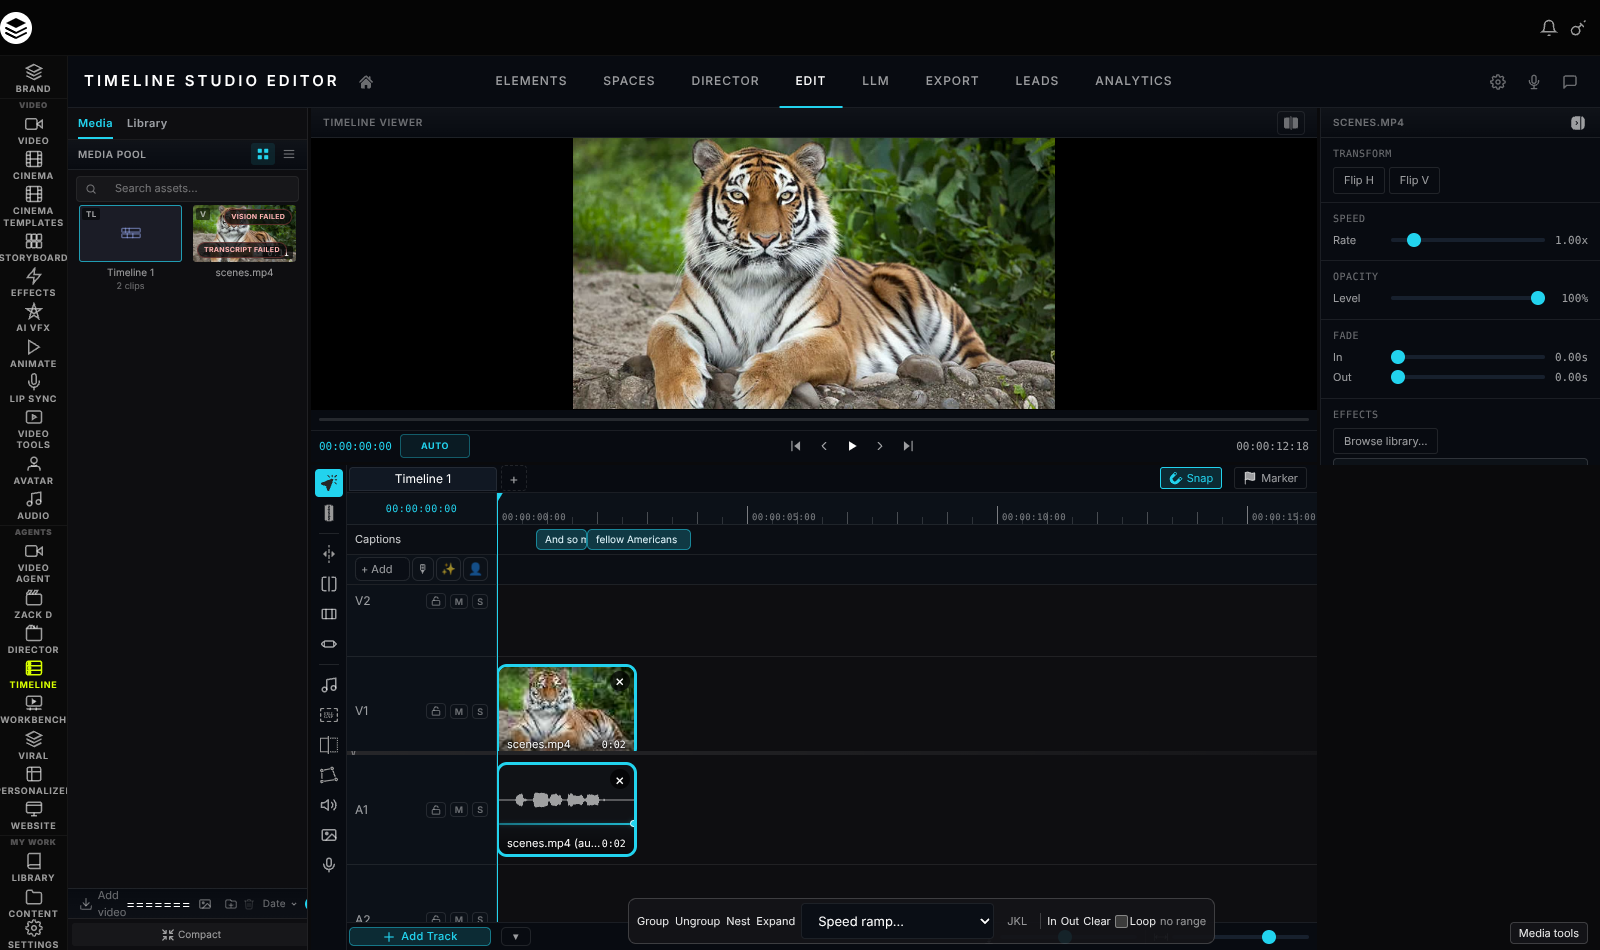 BRAND
VIDEO
VIDEO
CINEMA
CINEMA
TEMPLATES
STORYBOARD
EFFECTS
AI VFX
ANIMATE
LIP SYNC
VIDEO
TOOLS
AVATAR
AUDIO
AGENTS
VIDEO
AGENT
ZACK D
DIRECTOR
TIMELINE
WORKBENCH
VIRAL
PERSONALIZE
WEBSITE
MY WORK
LIBRARY
CONTENT
SETTINGS
TIMELINE STUDIO EDITOR
ELEMENTS SPACES DIRECTOR EDIT LLM EXPORT LEADS ANALYTICS
Media Library
MEDIA POOL
Search assets...
TL
V VISION FAILED
TRANSCRIPT FAILED
Timeline 1
2 clips
scenes.mp4
Add
video
=======
Date
Compact
TIMELINE VIEWER
00:00:00:00 AUTO
00:00:12:18
Timeline 1 +
Snap Marker
00:00:00:00
00:00:00:00 00:00:05:00 00:00:10:00 00:00:15:00
Captions
And so m fellow Americans
+ Add
V2 M S
V1 M S
scenes.mp4 0:02
A1 M S
scenes.mp4 (au... 0:02
A2 M S
+ Add Track
Group Ungroup Nest Expand Speed ramp... JKL In Out Clear Loop no range
SCENES.MP4
TRANSFORM
Flip H Flip V
SPEED
Rate 1.00x
OPACITY
Level 100%
FADE
In 0.00s
Out 0.00s
EFFECTS
Browse library...
Media tools